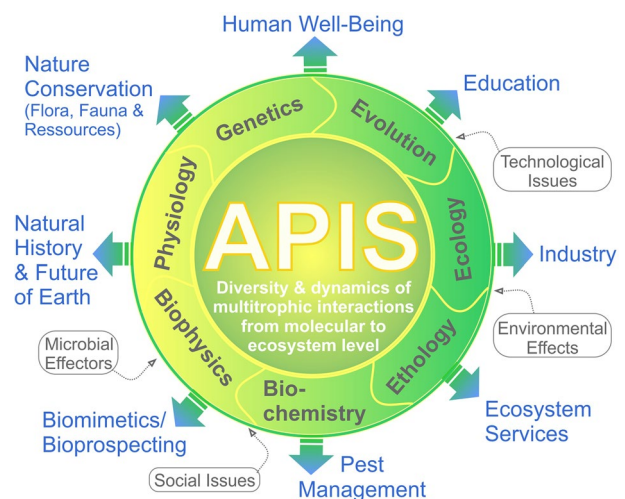 Human Well-Being
Nature
Conservation
(Flora, Fauna &
Ressources)
Education
Genetics
Evolution
Technological
Issues
Physiology
Ecology
APIS
Diversity & dynamics of
multitrophic interactions
from molecular to
ecosystem level
Natural
History
& Future
of Earth
Industry
Biophysics
Ethology
Environmental
Effects
Microbial
Effectors
Bio-
chemistry
Biomimetics/
Bioprospecting
Ecosystem
Services
Social Issues
Pest
Management